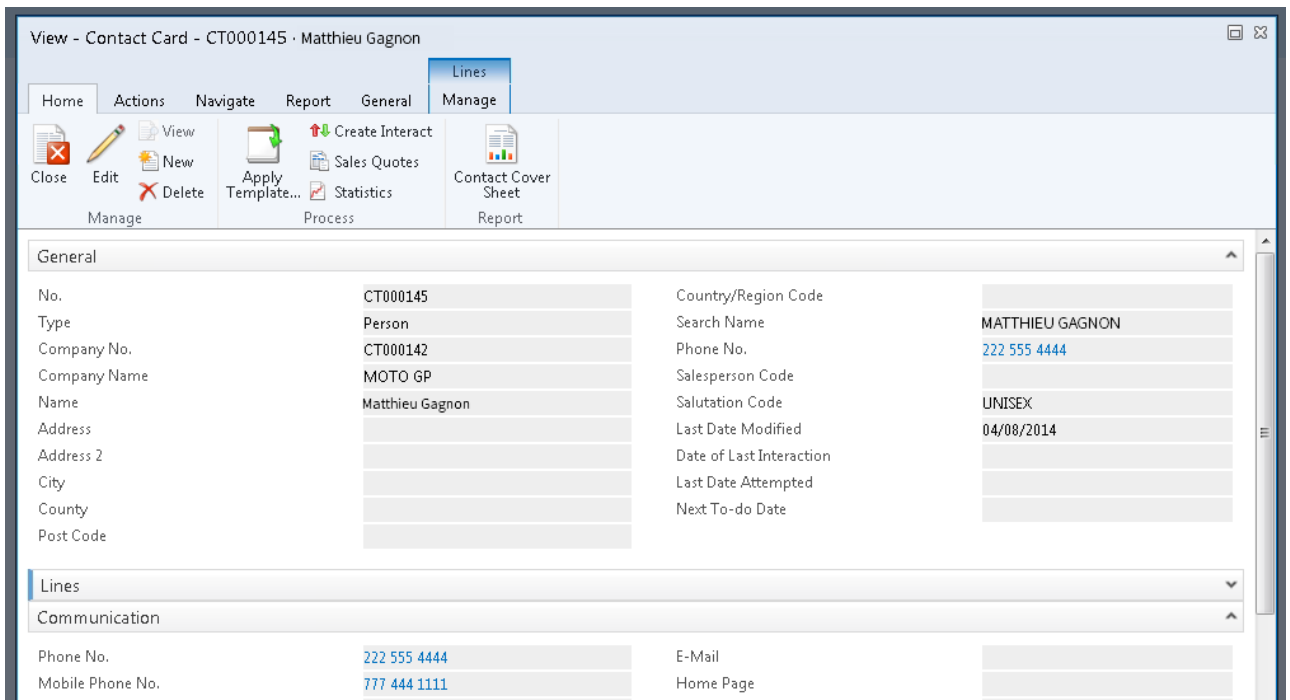 View - Contact Card - CT000145 · Matthieu Gagnon
Lines
Home Actions Navigate Report General Manage
Close
Edit
View
New
Delete
Manage
Apply Template...
Create Interact
Sales Quotes
Statistics
Process
Contact Cover Sheet
Report
General
No. CT000145
Type Person
Company No. CT000142
Company Name MOTO GP
Name Matthieu Gagnon
Address
Address 2
City
County
Post Code
Country/Region Code
Search Name MATTHIEU GAGNON
Phone No. 222 555 4444
Salesperson Code
Salutation Code UNISEX
Last Date Modified 04/08/2014
Date of Last Interaction
Last Date Attempted
Next To-do Date
Lines
Communication
Phone No. 222 555 4444
Mobile Phone No. 777 444 1111
E-Mail
Home Page